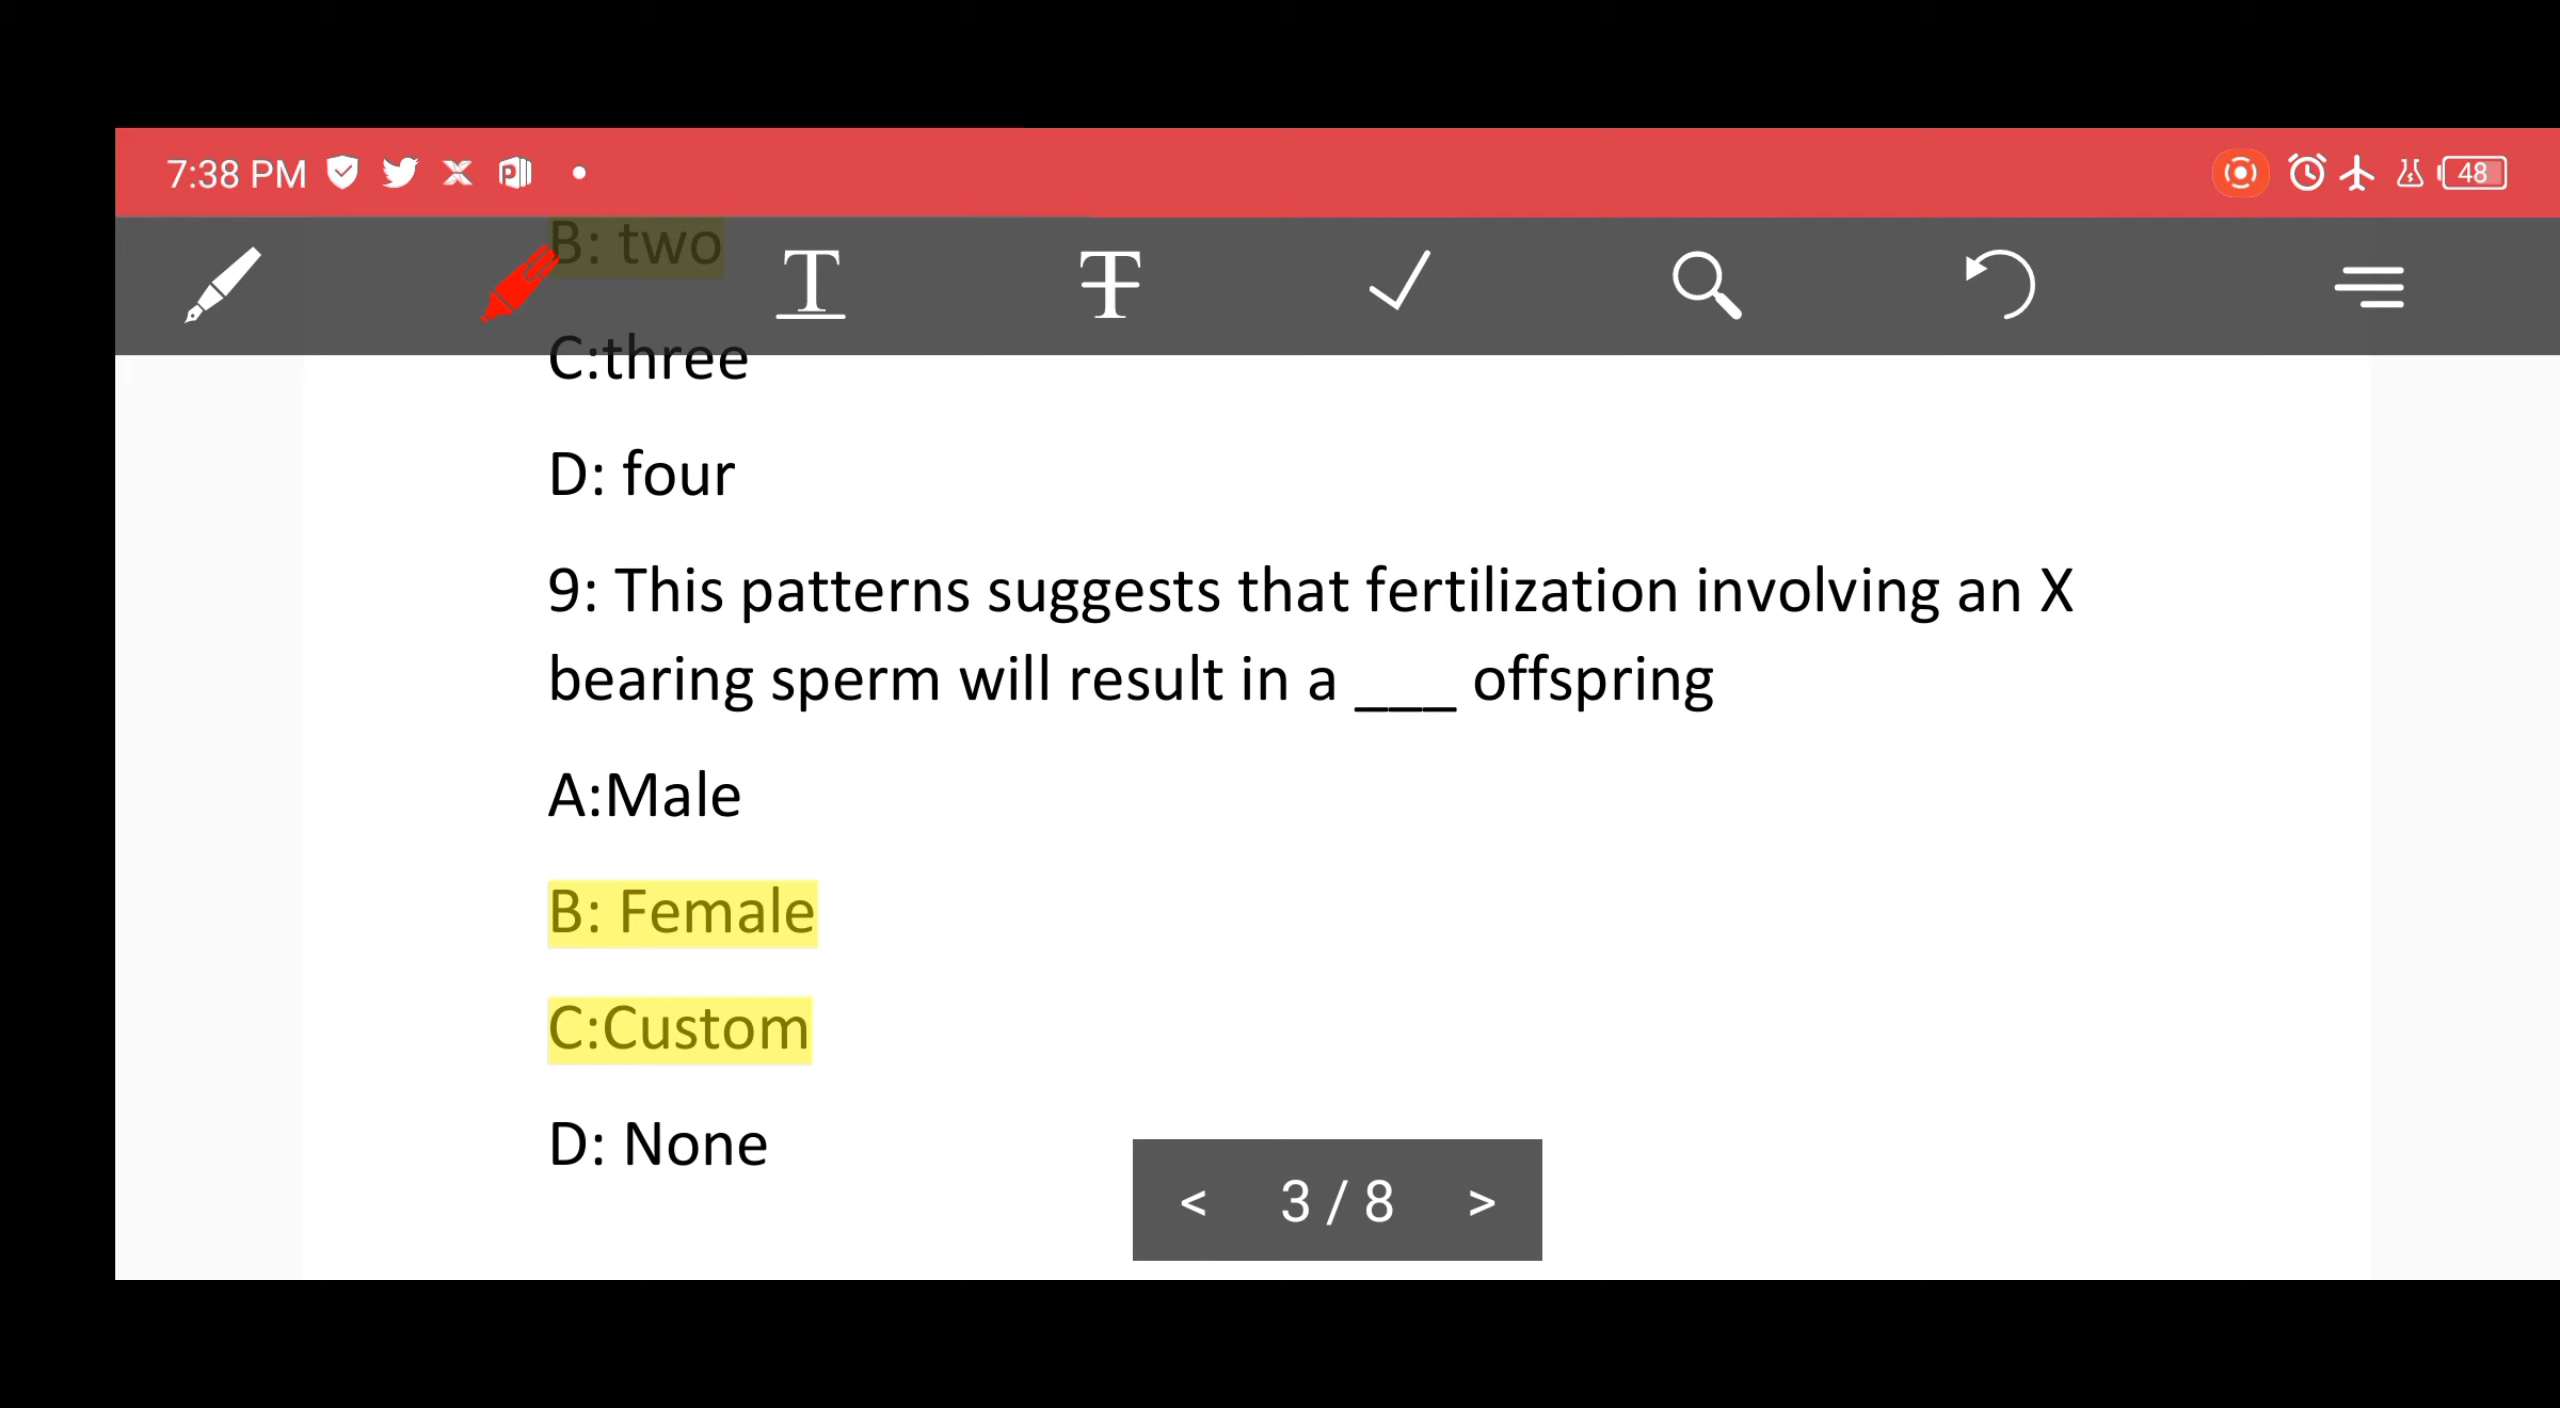 7:38 PM
48
B: two
C:three
D: four
9: This patterns suggests that fertilization involving an X
bearing sperm will result in a ___ offspring
A:Male
B: Female
C:Custom
D: None
< 3 / 8 >